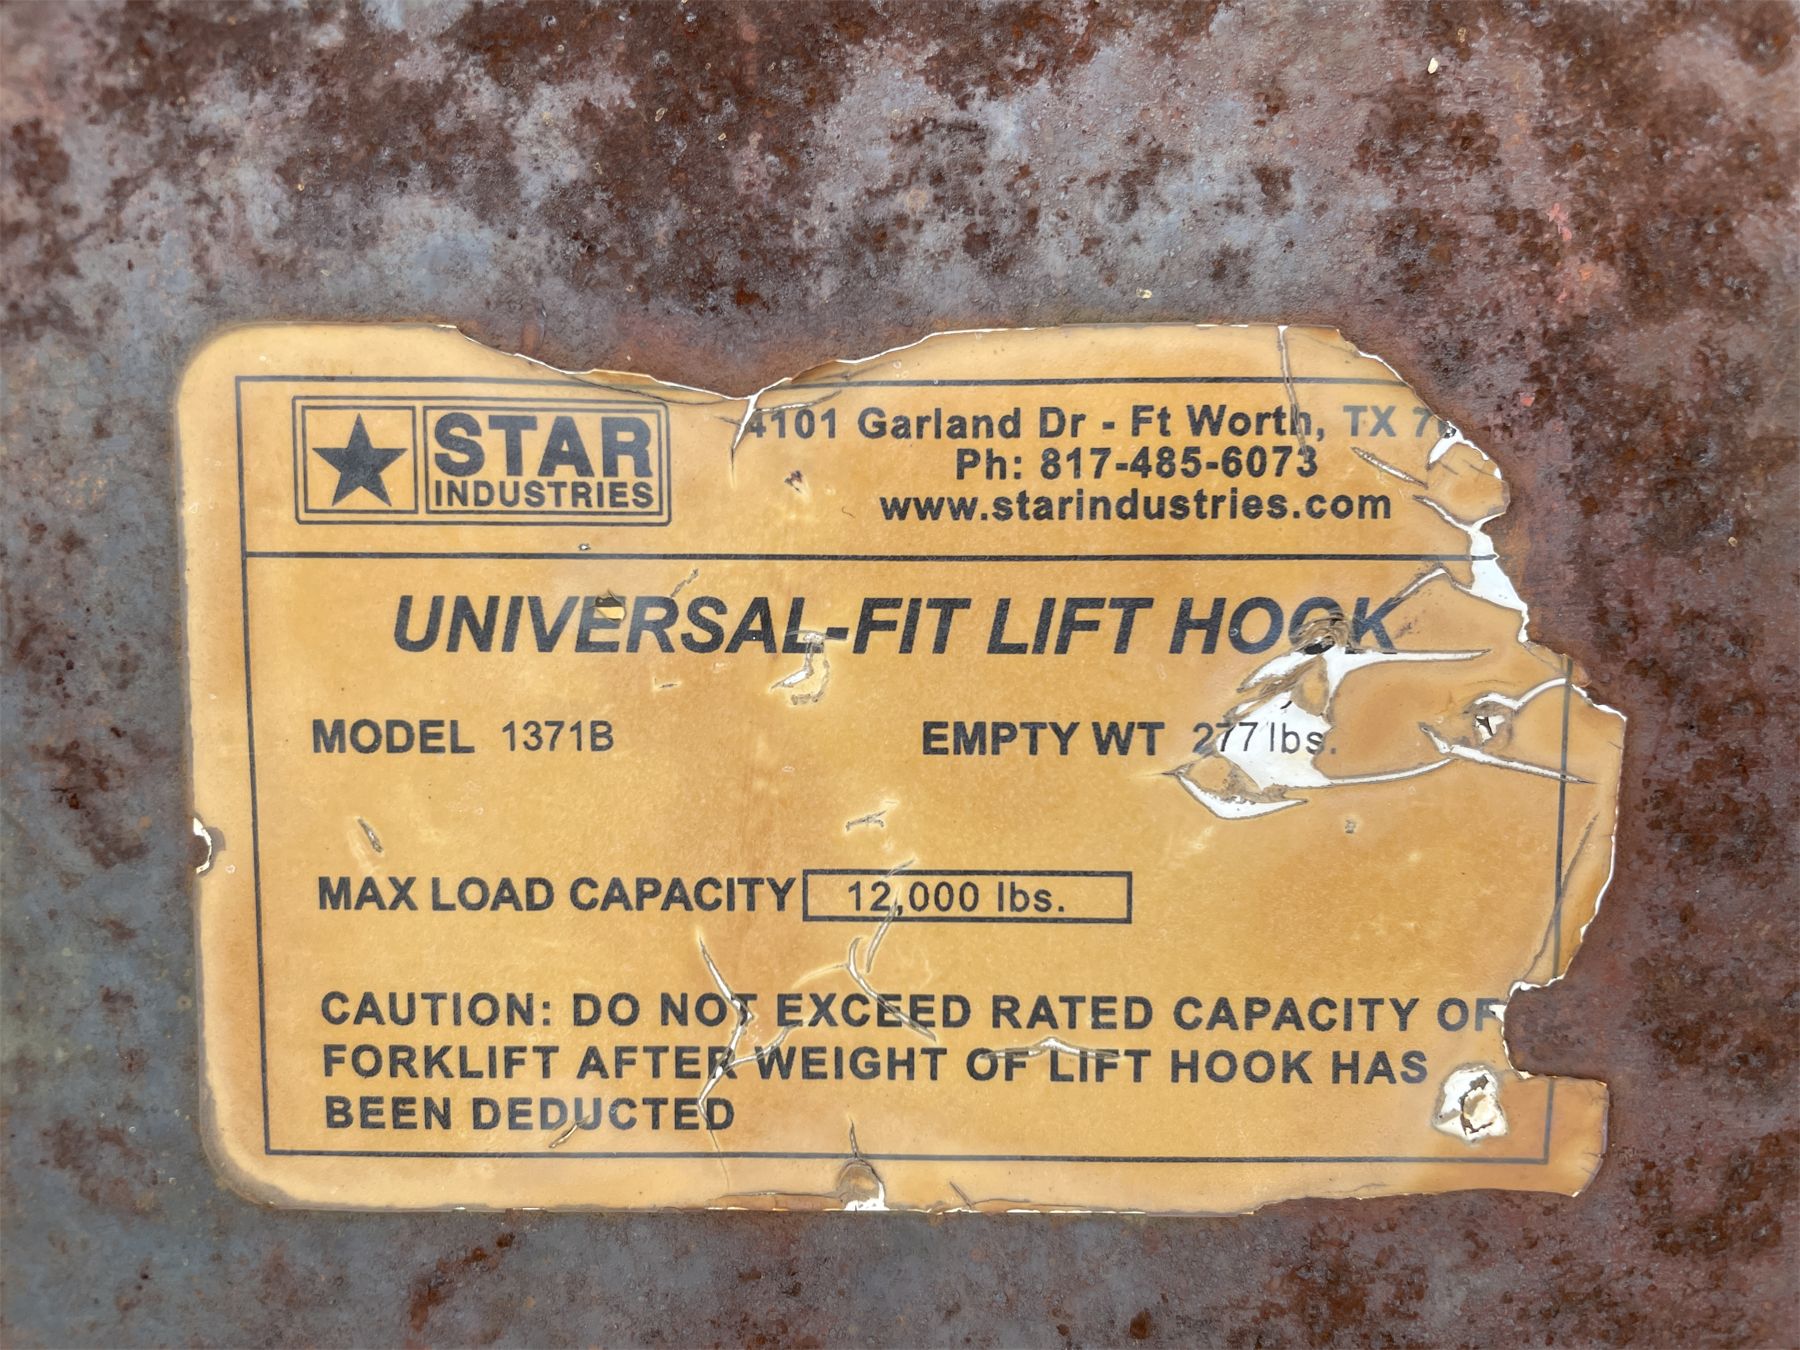 STAR
INDUSTRIES
4101 Garland Dr - Ft Worth, TX
Ph: 817-485-6073
www.starindustries.com
UNIVERSAL-FIT LIFT HOOK
MODEL 1371B
EMPTY WT 277 lbs.
MAX LOAD CAPACITY 12,000 lbs.
CAUTION: DO NOT EXCEED RATED CAPACITY OF
FORKLIFT AFTER WEIGHT OF LIFT HOOK HAS
BEEN DEDUCTED